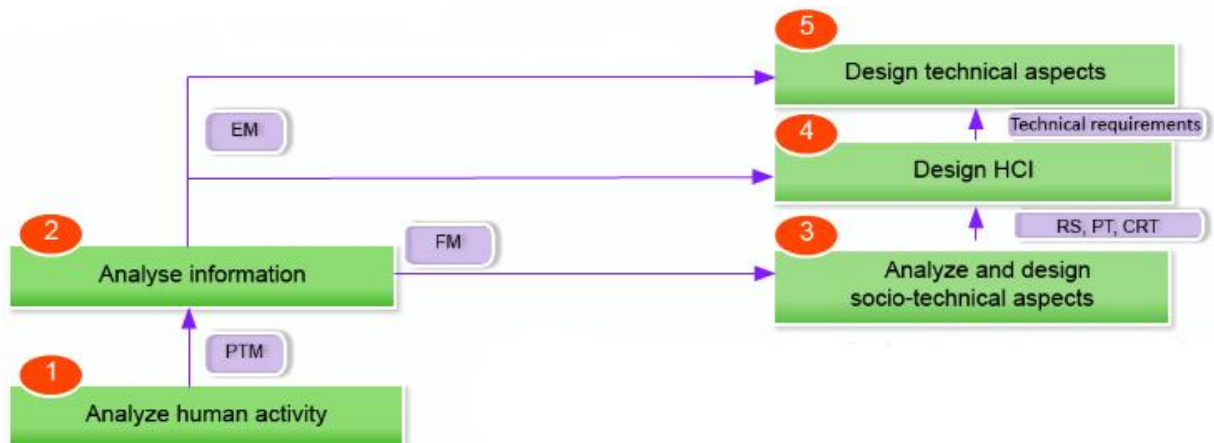 5
Design technical aspects
EM
Technical requirements
4
Design HCI
2
FM
3
RS, PT, CRT
Analyse information
Analyze and design
socio-technical aspects
PTM
1
Analyze human activity